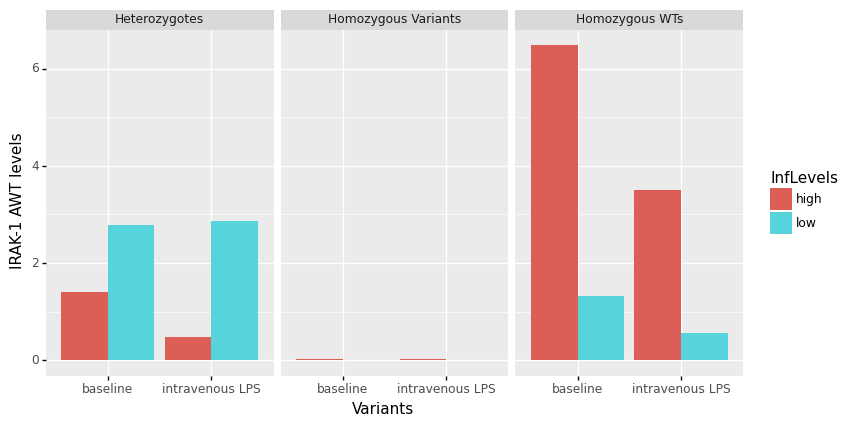 Heterozygotes
Homozygous Variants
Homozygous WTs
6
4
2
0
IRAK-1 AWT levels
baseline
intravenous LPS
baseline
intravenous LPS
baseline
intravenous LPS
Variants
InfLevels
high
low